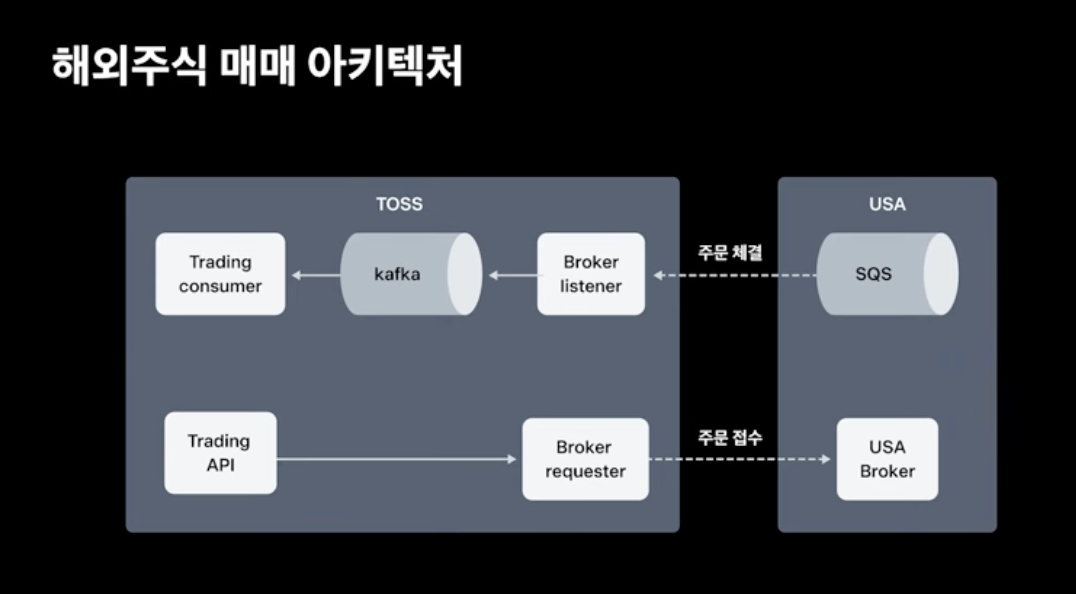 해외주식 매매 아키텍처
TOSS
USA
Trading
consumer
kafka
Broker
listener
주문 체결
SQS
Trading
API
Broker
requester
주문 접수
USA
Broker